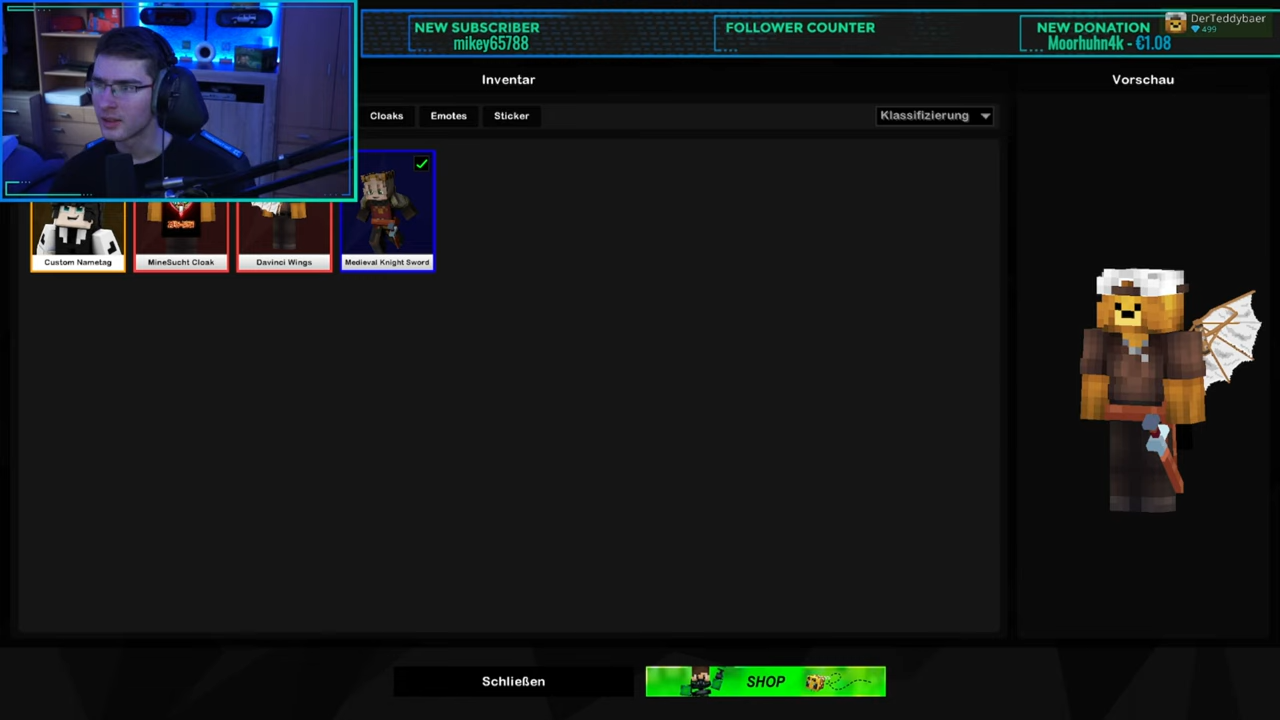 NEW SUBSCRIBER
mikey65788
FOLLOWER COUNTER
NEW DONATION
Moorhuhn4k - €1.08
DerTeddybaer
499
Inventar
Vorschau
Cloaks
Emotes
Sticker
Klassifizierung
Custom Nametag
MineSucht Cloak
Davinci Wings
Medieval Knight Sword
Schließen
SHOP